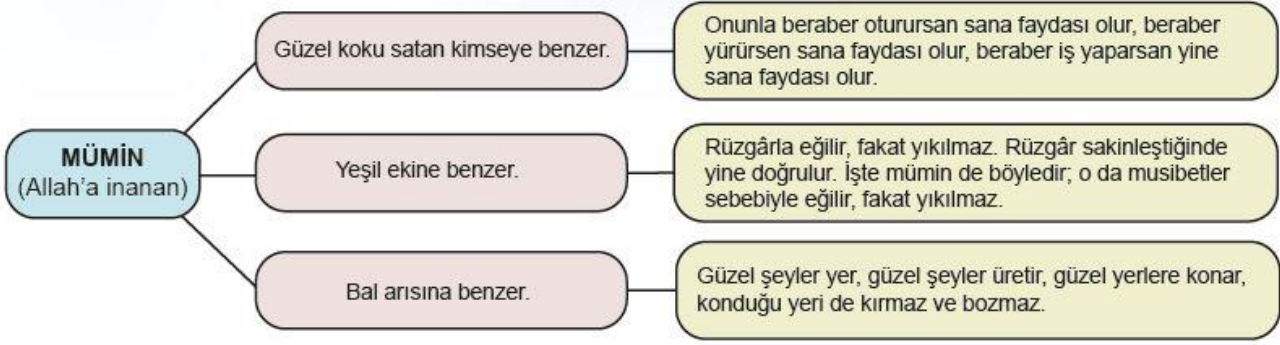 MÜMİN
(Allah'a inanan)
Güzel koku satan kimseye benzer.
Onunla beraber oturursan sana faydası olur, beraber
yürürsen sana faydası olur, beraber iş yaparsan yine
sana faydası olur.
Yeşil ekine benzer.
Rüzgârla eğilir, fakat yıkılmaz. Rüzgâr sakinleştiğinde
yine doğrulur. İşte mümin de böyledir; o da musibetler
sebebiyle eğilir, fakat yıkılmaz.
Bal arısına benzer.
Güzel şeyler yer, güzel şeyler üretir, güzel yerlere konar,
konduğu yeri de kırmaz ve bozmaz.